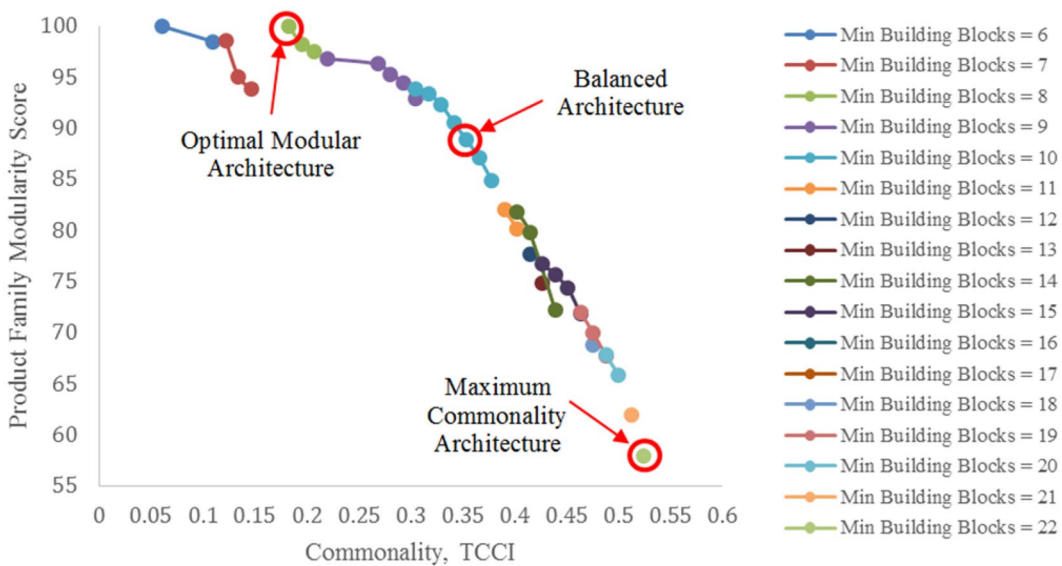 Product Family Modularity Score
100
95
90
85
80
75
70
65
60
55
0
0.05
0.1
0.15
0.2
0.25
0.3
0.35
0.4
0.45
0.5
0.55
0.6
Commonality, TCCI
Optimal Modular
Architecture
Balanced
Architecture
Maximum
Commonality
Architecture
Min Building Blocks = 6
Min Building Blocks = 7
Min Building Blocks = 8
Min Building Blocks = 9
Min Building Blocks = 10
Min Building Blocks = 11
Min Building Blocks = 12
Min Building Blocks = 13
Min Building Blocks = 14
Min Building Blocks = 15
Min Building Blocks = 16
Min Building Blocks = 17
Min Building Blocks = 18
Min Building Blocks = 19
Min Building Blocks = 20
Min Building Blocks = 21
Min Building Blocks = 22